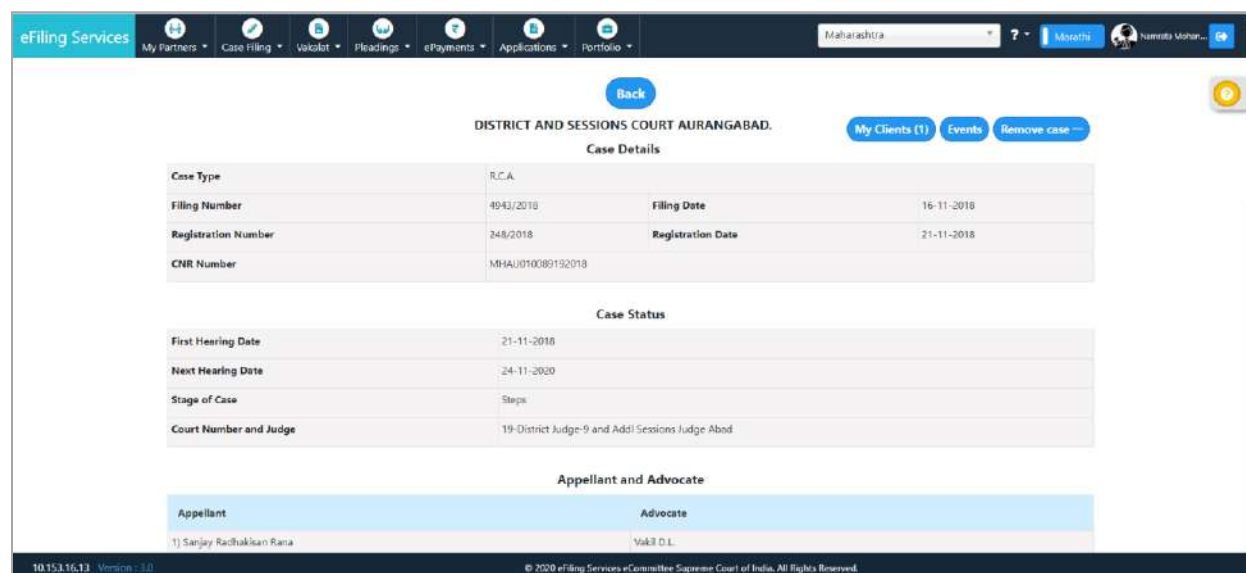 eFiling Services
My Partners
Case Filing
Vakalat
Pleadings
ePayments
Applications
Portfolio
Maharashtra
?
Marathi
Namrata Mohan...
Back
DISTRICT AND SESSIONS COURT AURANGABAD.
My Clients (1) Events Remove case —
Case Details
Case Type R.C.A.
Filing Number 4943/2018 Filing Date 16-11-2018
Registration Number 248/2018 Registration Date 21-11-2018
CNR Number MHAU010089192018
Case Status
First Hearing Date 21-11-2018
Next Hearing Date 24-11-2020
Stage of Case Steps
Court Number and Judge 19-District Judge-9 and Addl Sessions Judge Abad
Appellant and Advocate
Appellant Advocate
1) Sanjay Radhakisan Rana Vakil D.L.
10.153.16.13 Version : 3.0 © 2020 eFiling Services eCommittee Supreme Court of India. All Rights Reserved.